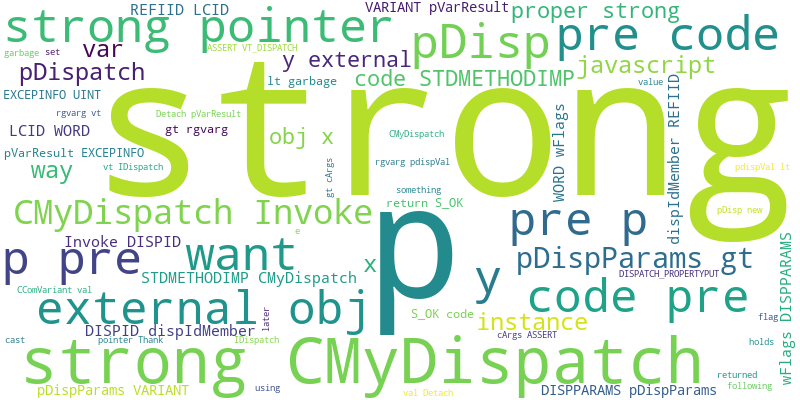 REFIID LCID
VARIANT pVarResult
proper strong
strong pointer
pDisp
pre code
garbage set
var
ASSERT VT_DISPATCH
y external
javascript
pDispatch
lt garbage
code STDMETHODIMP
value
EXCEPINFO UINT
strong
rgvarg vt
Detach pVarResult
LCID WORD
gt rgvarg
obj x
CMyDispatch
WORD wFlags
dispIdMember REFIID
pVarResult EXCEPINFO
way
vt IDispatch
gt cArgs
rgvarg pdispVal
pdispVal lt
something
return S_OK
CMyDispatch Invoke
p
pre p
pDisp new
e
Invoke DISPID
p pre
want
x
y
pDispParams gt
STDMETHODIMP CMyDispatch
DISPATCH_PROPERTYPUT
wFlags DISPPARAMS
CComVariant val
external obj
code pre
S_OK code
instance
flag
later
DISPID dispIdMember
cArgs ASSERT
cast
pointer Thank
IDispatch
holds
strong CMyDispatch
returned
pDispParams VARIANT
using
val Detach
DISPPARAMS pDispParams
following